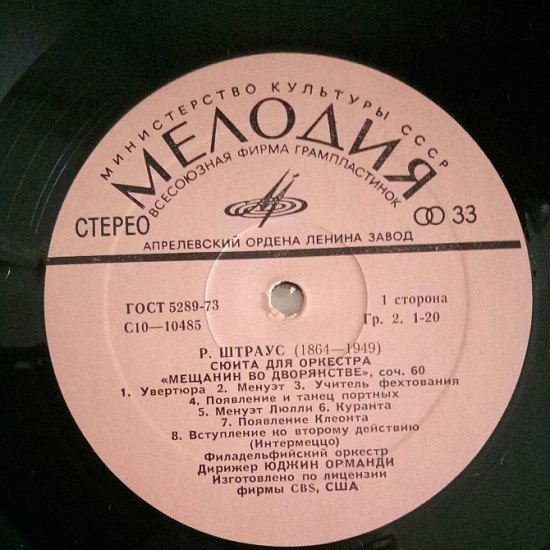 МИНИСТЕРСТВО КУЛЬТУРЫ СССР
МЕЛОДИЯ
ВСЕСОЮЗНАЯ ФИРМА ГРАМПЛАСТИНОК
СТЕРЕО
33
АПРЕЛЕВСКИЙ ОРДЕНА ЛЕНИНА ЗАВОД
ГОСТ 5289-73
1 сторона
С10—10485
Гр. 2. 1-20
Р. ШТРАУС (1864—1949)
СЮИТА ДЛЯ ОРКЕСТРА
«МЕЩАНИН ВО ДВОРЯНСТВЕ», соч. 60
1. Увертюра 2. Менуэт 3. Учитель фехтования
4. Появление и танец портных
5. Менуэт Люлли 6. Куранта
7. Появление Клеонта
8. Вступление ко второму действию
(Интермеццо)
Филадельфийский оркестр
Дирижер ЮДЖИН ОРМАНДИ
Изготовлено по лицензии
фирмы CBS, США